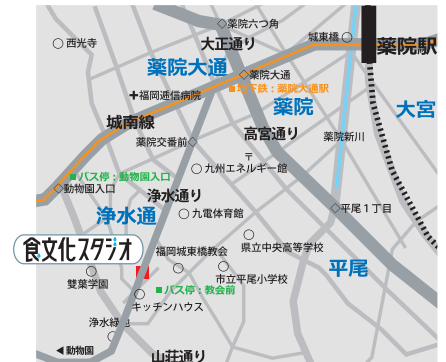 薬院六つ角
城東橋
西光寺
大正通り
薬院駅
薬院大通
薬院大通
地下鉄：薬院大通駅
福岡逓信病院
薬院
大宮
城南線
高宮通り
薬院交番前
薬院新川
〒
九州エネルギー館
バス停：動物園入口
動物園入口
浄水通り
浄水通
九電体育館
平尾１丁目
食文化スタジオ
県立中央高等学校
福岡城東橋教会
平尾
雙葉学園
市立平尾小学校
バス停：教会前
キッチンハウス
浄水緑地
動物園
山荘通り